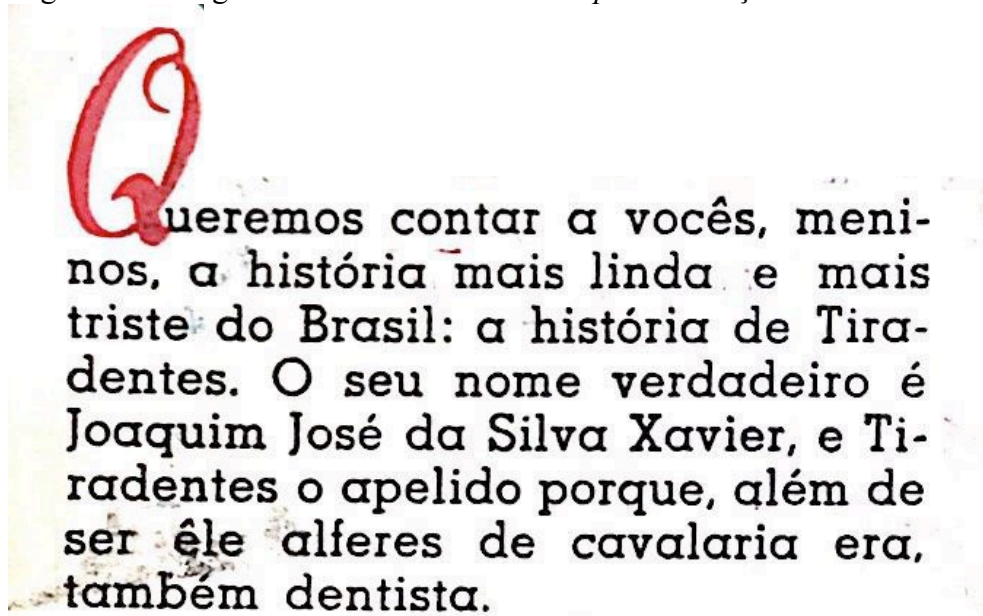 Queremos contar a vocês, meni-
nos, a história mais linda e mais
triste do Brasil: a história de Tira-
dentes. O seu nome verdadeiro é
Joaquim José da Silva Xavier, e Ti-
radentes o apelido porque, além de
ser êle alferes de cavalaria era,
também dentista.